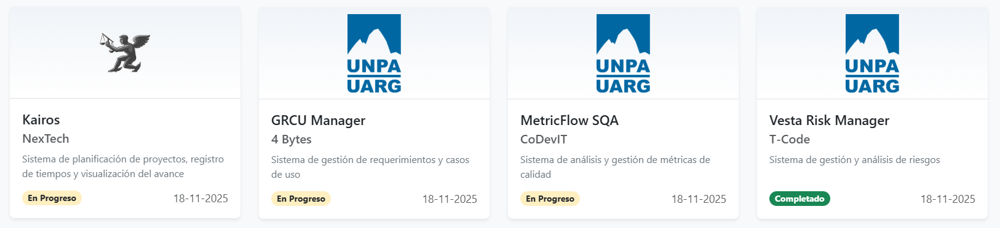 Kairos
NexTech
Sistema de planificación de proyectos, registro
de tiempos y visualización del avance
En Progreso
18-11-2025
UNPA
UARG
GRCU Manager
4 Bytes
Sistema de gestión de requerimientos y casos
de uso
En Progreso
18-11-2025
UNPA
UARG
MetricFlow SQA
CoDevIT
Sistema de análisis y gestión de métricas de
calidad
En Progreso
18-11-2025
UNPA
UARG
Vesta Risk Manager
T-Code
Sistema de gestión y análisis de riesgos
Completado
18-11-2025